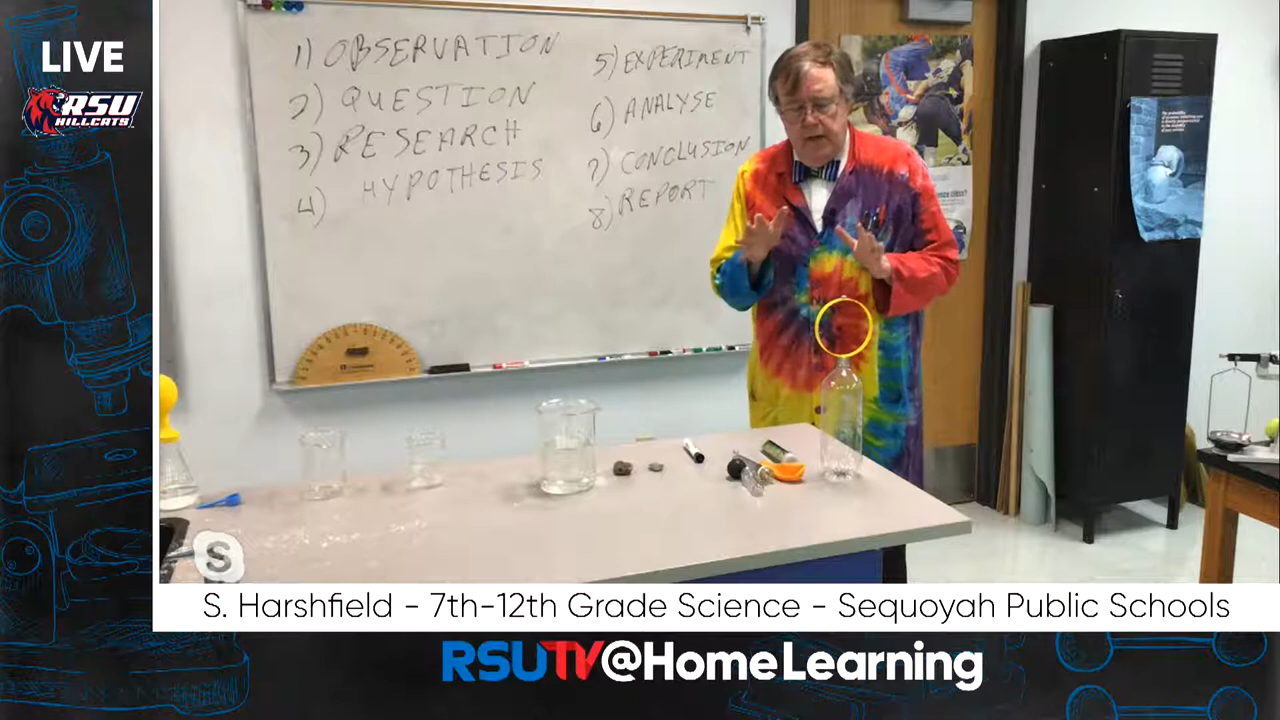 LIVE
RSU
HILLCATS
1) OBSERVATION
2) QUESTION
3) RESEARCH
4) HYPOTHESIS
5) EXPERIMENT
6) ANALYSE
7) CONCLUSION
8) REPORT
S
S. Harshfield - 7th-12th Grade Science - Sequoyah Public Schools
RSUTV@HomeLearning